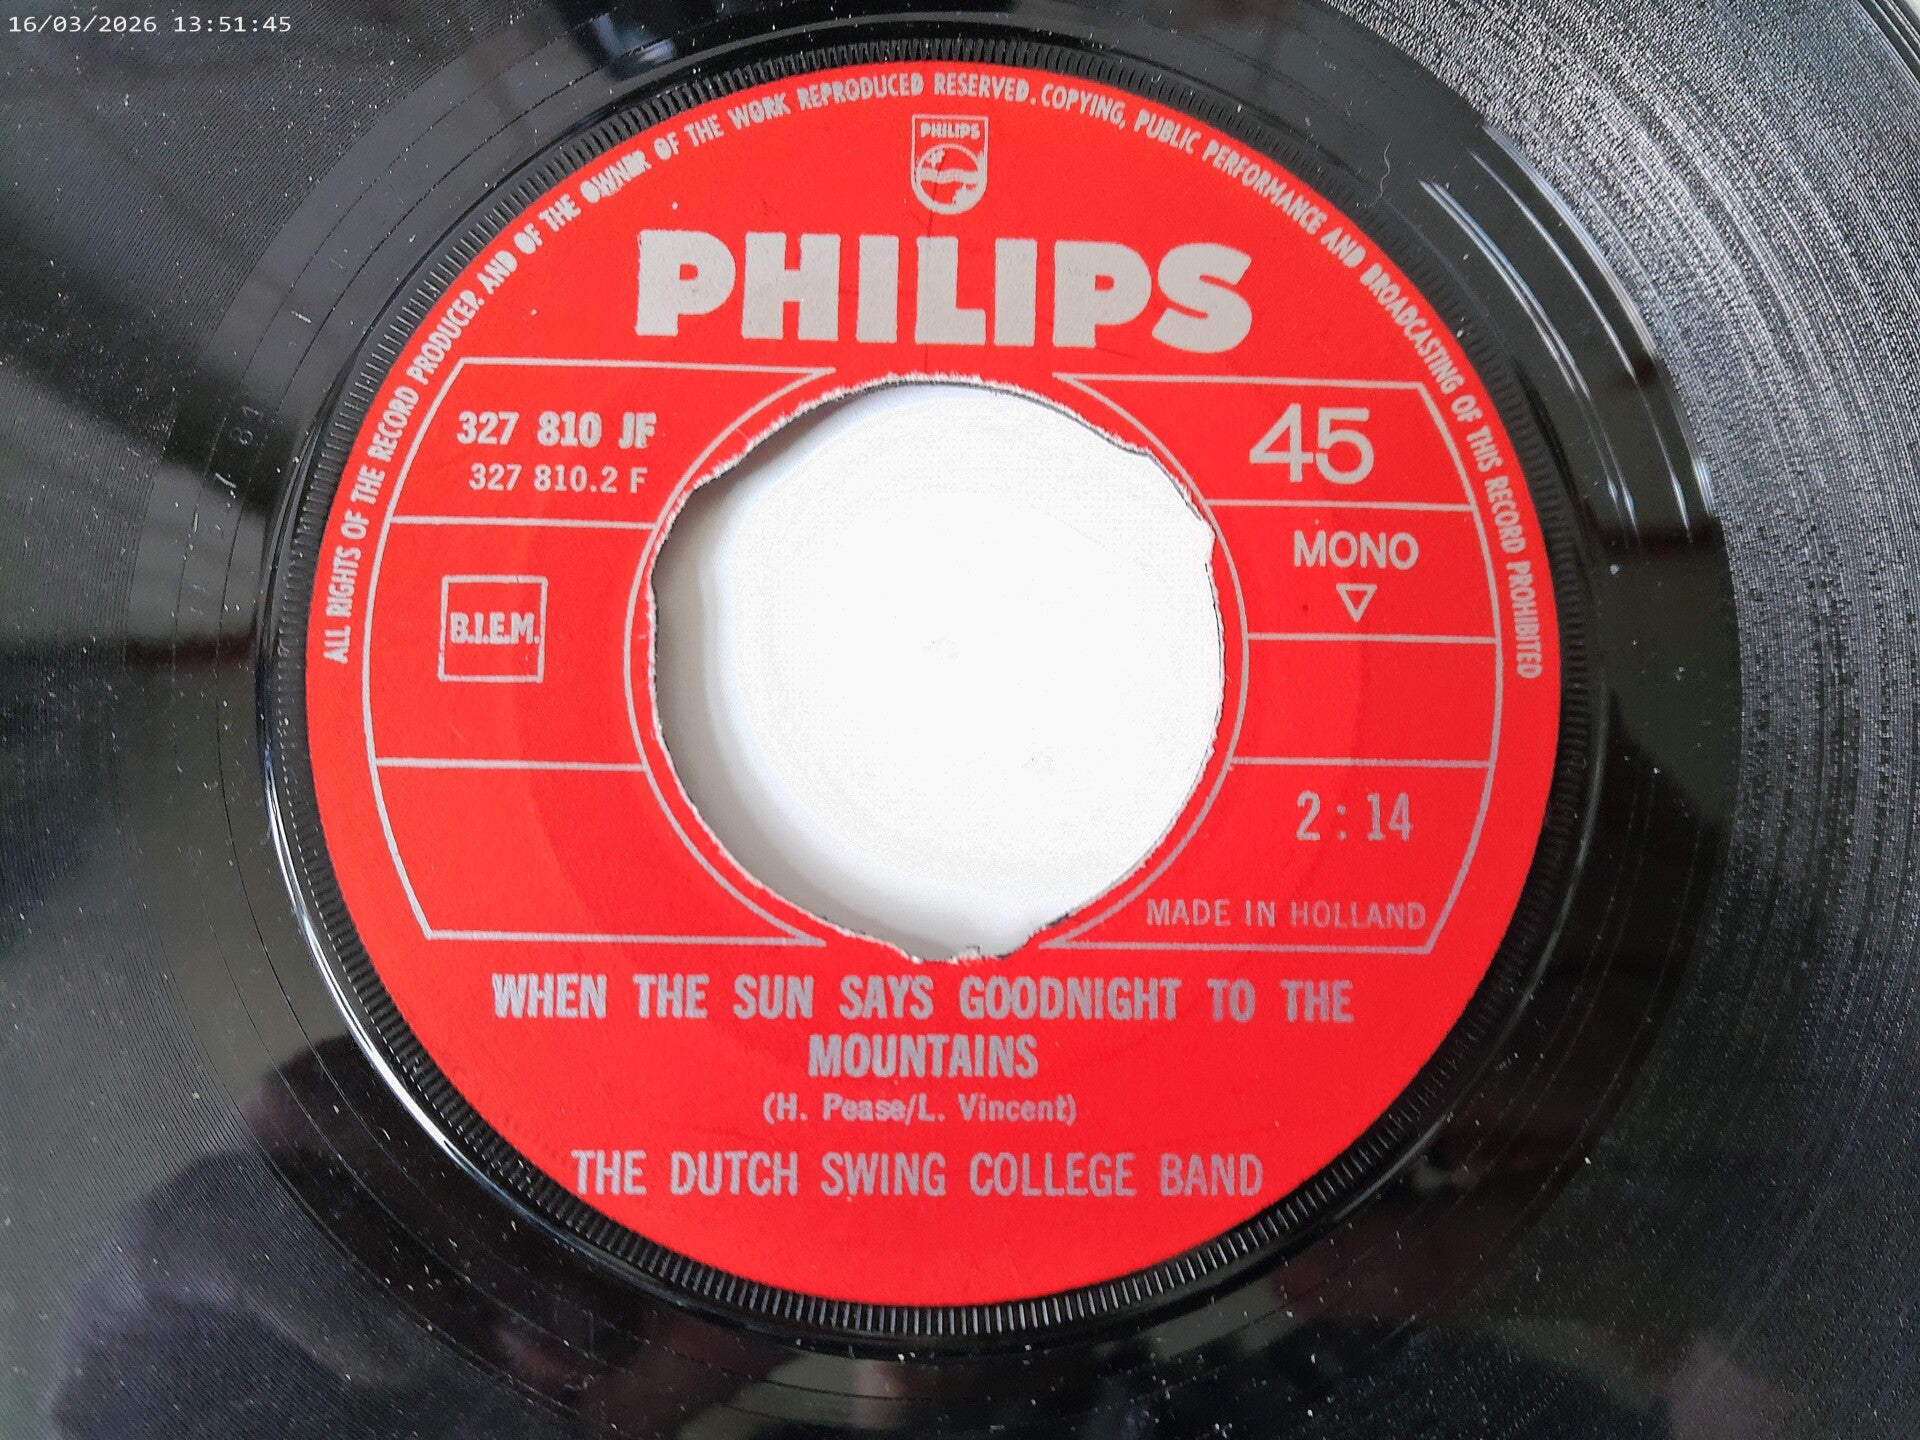 16/03/2026 13:51:45
ALL RIGHTS OF THE RECORD PRODUCER AND OF THE OWNER OF THE WORK REPRODUCED RESERVED. COPYING, PUBLIC PERFORMANCE AND BROADCASTING OF THIS RECORD PROHIBITED
PHILIPS
PHILIPS
327 810 JF
327 810.2 F
45
MONO
B.I.E.M.
2:14
MADE IN HOLLAND
WHEN THE SUN SAYS GOODNIGHT TO THE
MOUNTAINS
(H. Pease/L. Vincent)
THE DUTCH SWING COLLEGE BAND